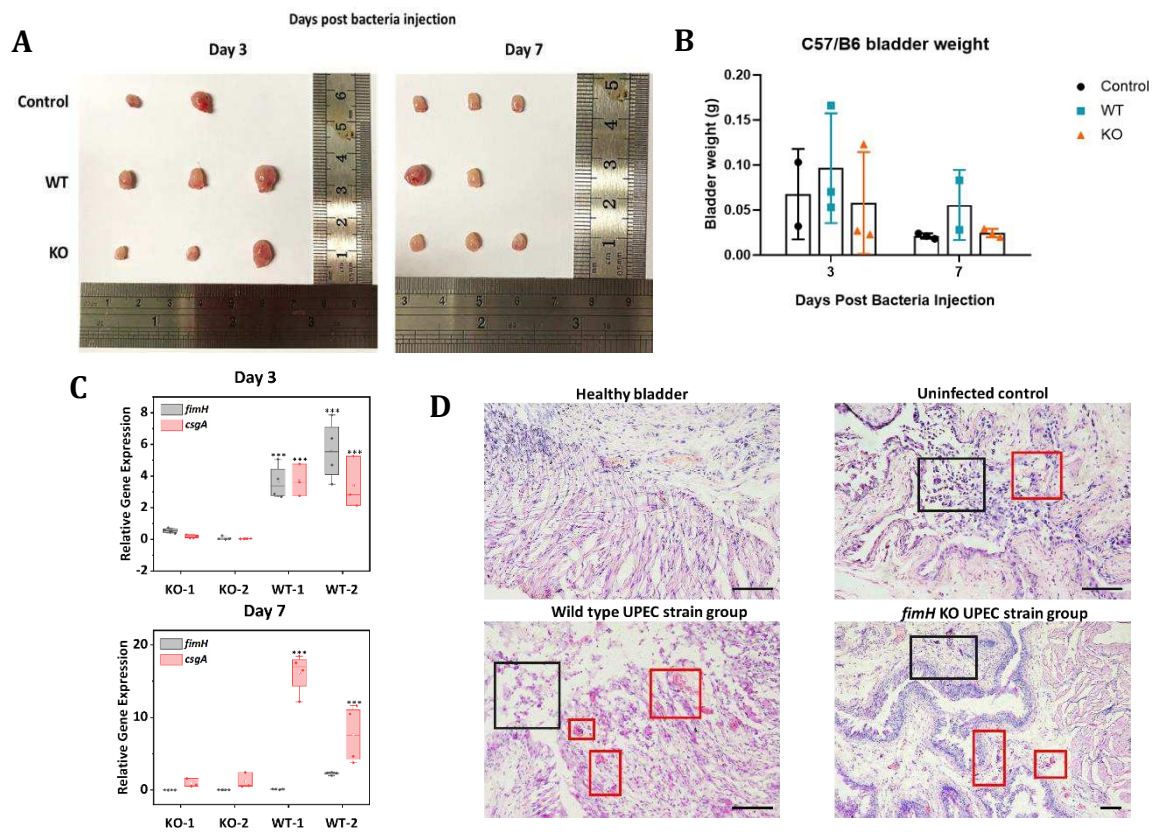 Days post bacteria injection
A
Day 3
Day 7
Control
WT
KO
B
C57/B6 bladder weight
0.20
0.15
0.10
0.05
0.00
Bladder weight (g)
3
7
Days Post Bacteria Injection
Control
WT
KO
C
Day 3
fimH
csgA
8
6
4
2
0
-2
Relative Gene Expression
*** *** *** ***
KO-1 KO-2 WT-1 WT-2
Day 7
fimH
csgA
20
10
0
Relative Gene Expression
*** ***
KO-1 KO-2 WT-1 WT-2
D
Healthy bladder
Uninfected control
Wild type UPEC strain group
fimH KO UPEC strain group